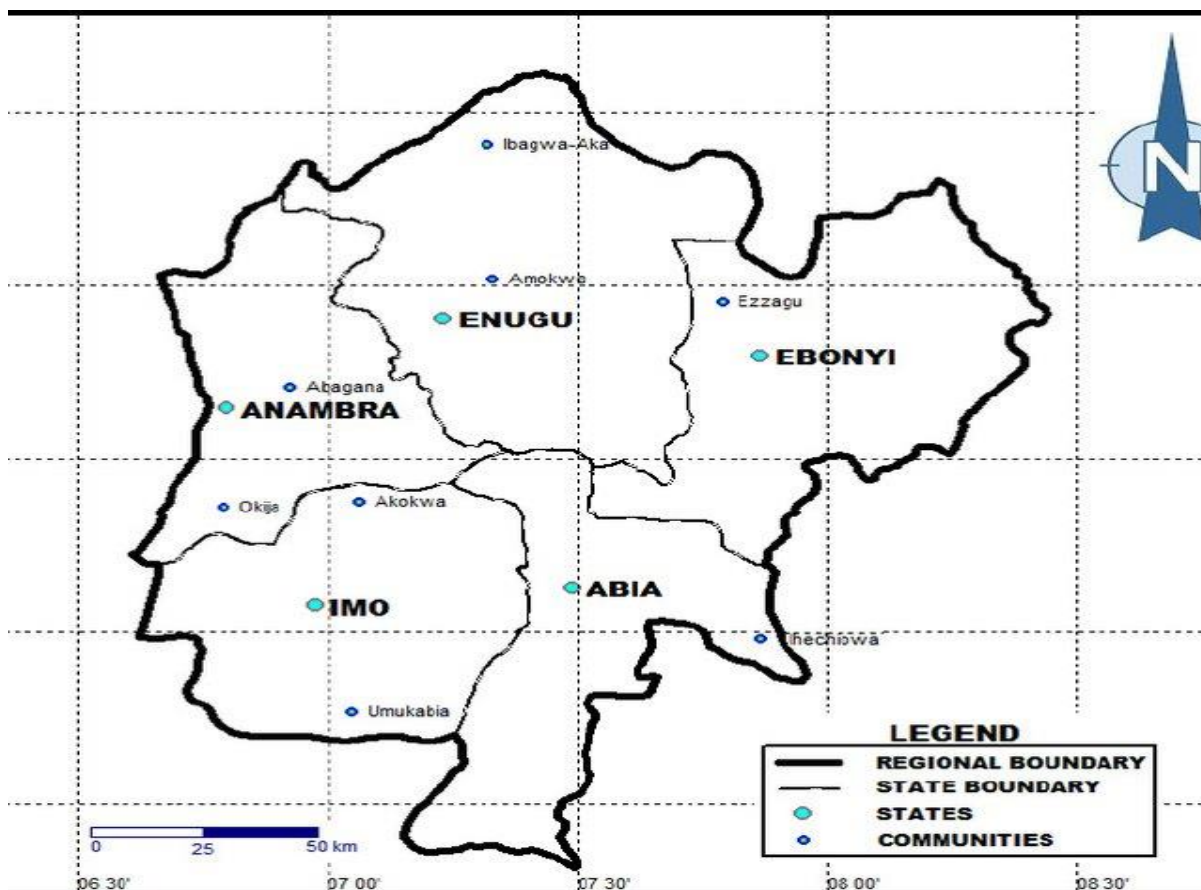 N
Ibagwa-Aka
Amokwe
Ezzagu
ENUGU
EBONYI
Abagana
ANAMBRA
Okija
Akokwa
ABIA
IMO
Umukabia
LEGEND
REGIONAL BOUNDARY
STATE BOUNDARY
STATES
COMMUNITIES
0 25 50 km
06 30' 07 00' 07 30' 08 00' 08 30'